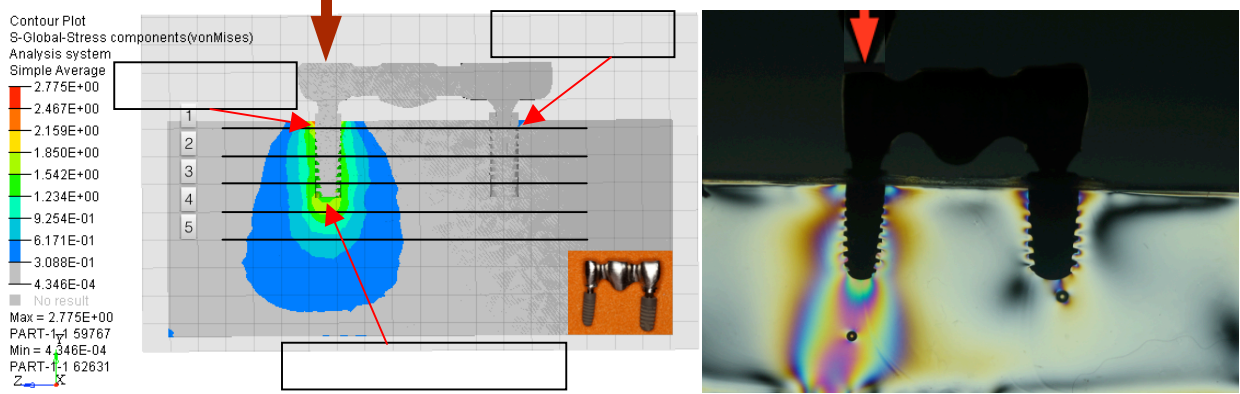 Contour Plot
S-Global-Stress components(vonMises)
Analysis system
Simple Average
2.775E+00
2.467E+00
2.159E+00
1.850E+00
1.542E+00
1.234E+00
9.254E-01
6.171E-01
3.088E-01
4.346E-04
No result
Max = 2.775E+00
PART-1-1 59767
Min = 4.346E-04
PART-1-1 62631
Y
Z
X
1
2
3
4
5